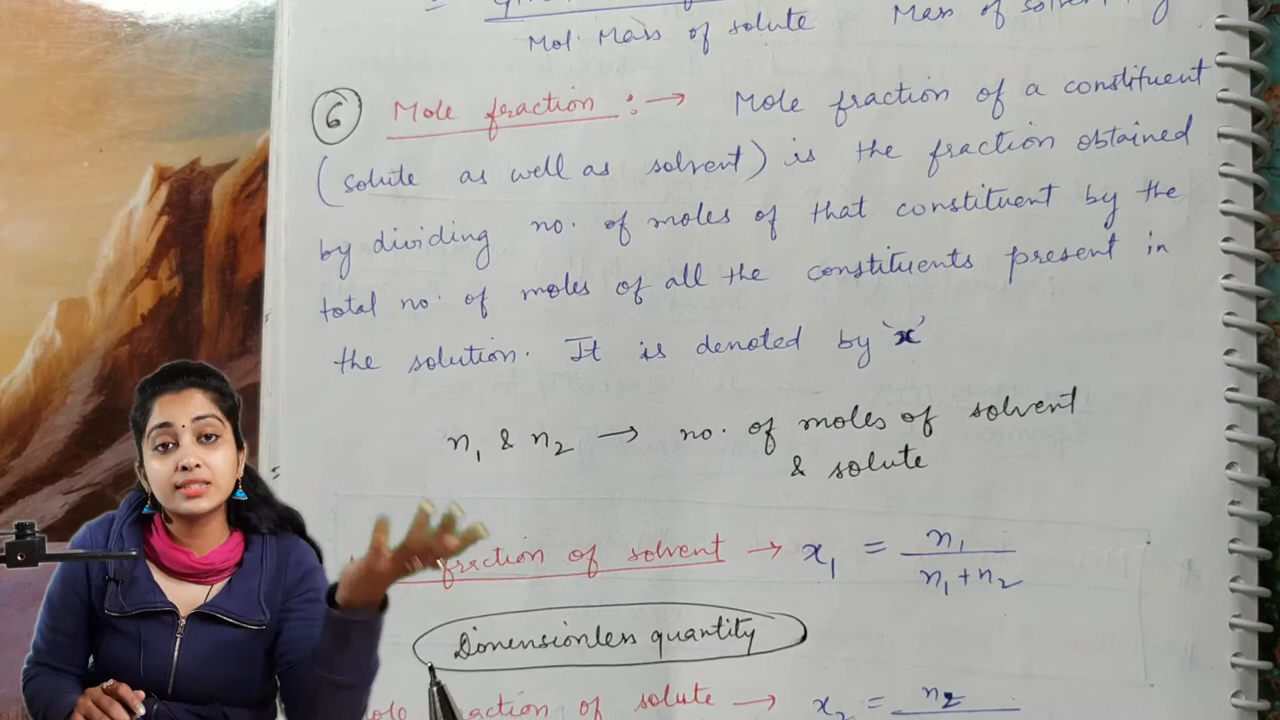 =
Mol. Mass of solute Mass of solvent
⑥ Mole fraction :→ Mole fraction of a constituent
(solute as well as solvent) is the fraction obtained
by dividing no. of moles of that constituent by the
total no. of moles of all the constituents present in
the solution. It is denoted by 'x'
n₁ & n₂ → no. of moles of solvent
& solute
fraction of solvent → x₁ = n₁ / n₁+n₂
Dimensionless quantity
of solute → x₂ = n₂